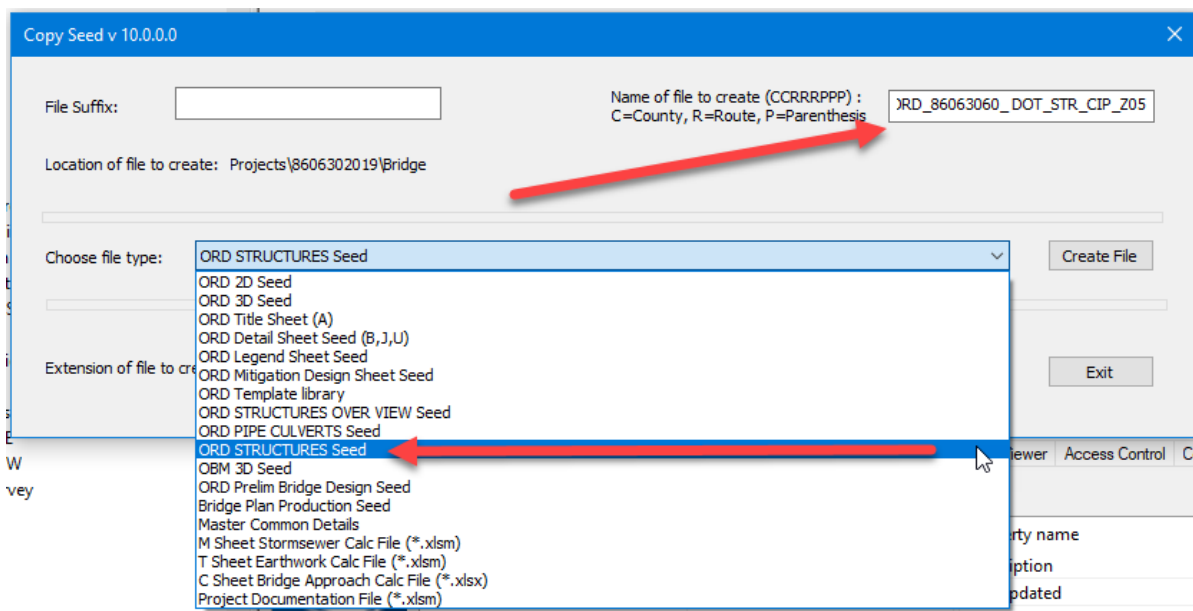 Copy Seed v 10.0.0.0
File Suffix:
Name of file to create (CCRRRPPP) :
C=County, R=Route, P=Parenthesis
ORD_86063060_ DOT_STR_CIP_Z05
Location of file to create: Projects\8606302019\Bridge
Choose file type:
ORD STRUCTURES Seed
Create File
ORD 2D Seed
ORD 3D Seed
ORD Title Sheet (A)
ORD Detail Sheet Seed (B,J,U)
ORD Legend Sheet Seed
Extension of file to cre
ORD Mitigation Design Sheet Seed
Exit
ORD Template library
ORD STRUCTURES OVER VIEW Seed
ORD PIPE CULVERTS Seed
ORD STRUCTURES Seed
iewer Access Control C
W
OBM 3D Seed
vey
ORD Prelim Bridge Design Seed
Bridge Plan Production Seed
Master Common Details
erty name
M Sheet Stormsewer Calc File (*.xlsm)
T Sheet Earthwork Calc File (*.xlsm)
iption
C Sheet Bridge Approach Calc File (*.xlsx)
Project Documentation File (*.xlsm)
pdated